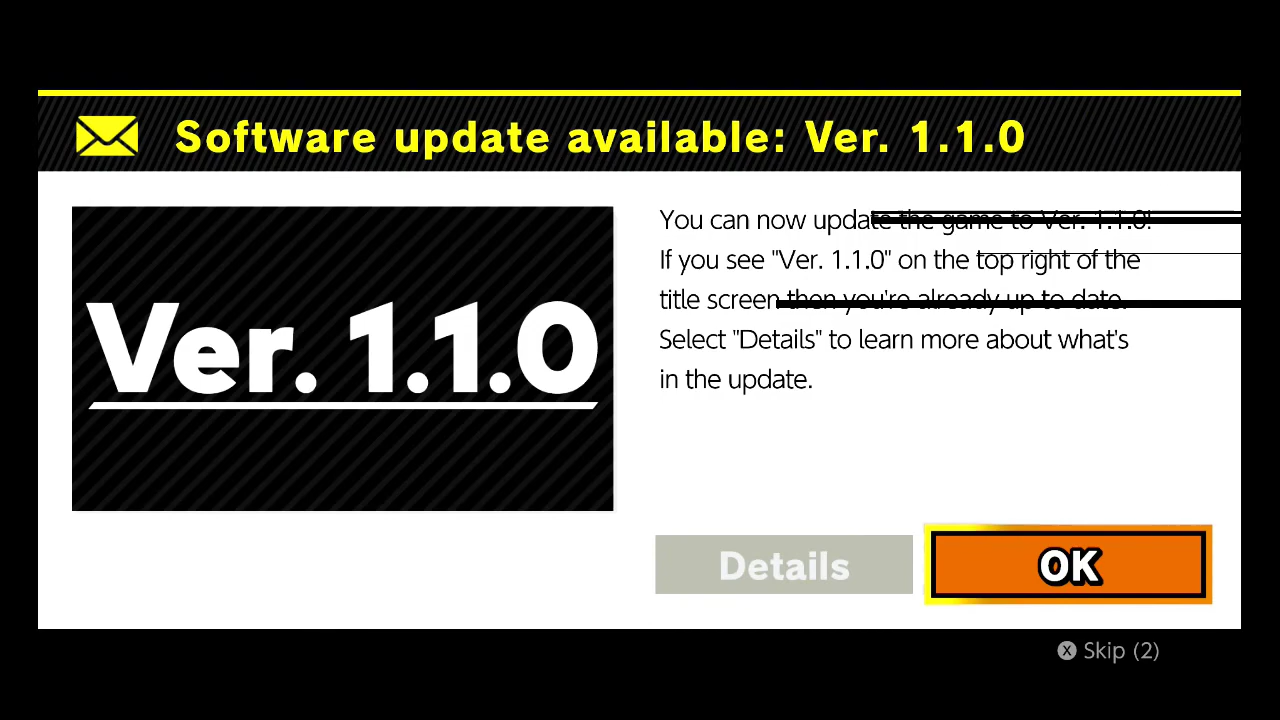 Software update available: Ver. 1.1.0
Ver. 1.1.0
You can now update the game to Ver. 1.1.0!
If you see "Ver. 1.1.0" on the top right of the
title screen then you're already up to date.
Select "Details" to learn more about what's
in the update.
Details
OK
X Skip (2)